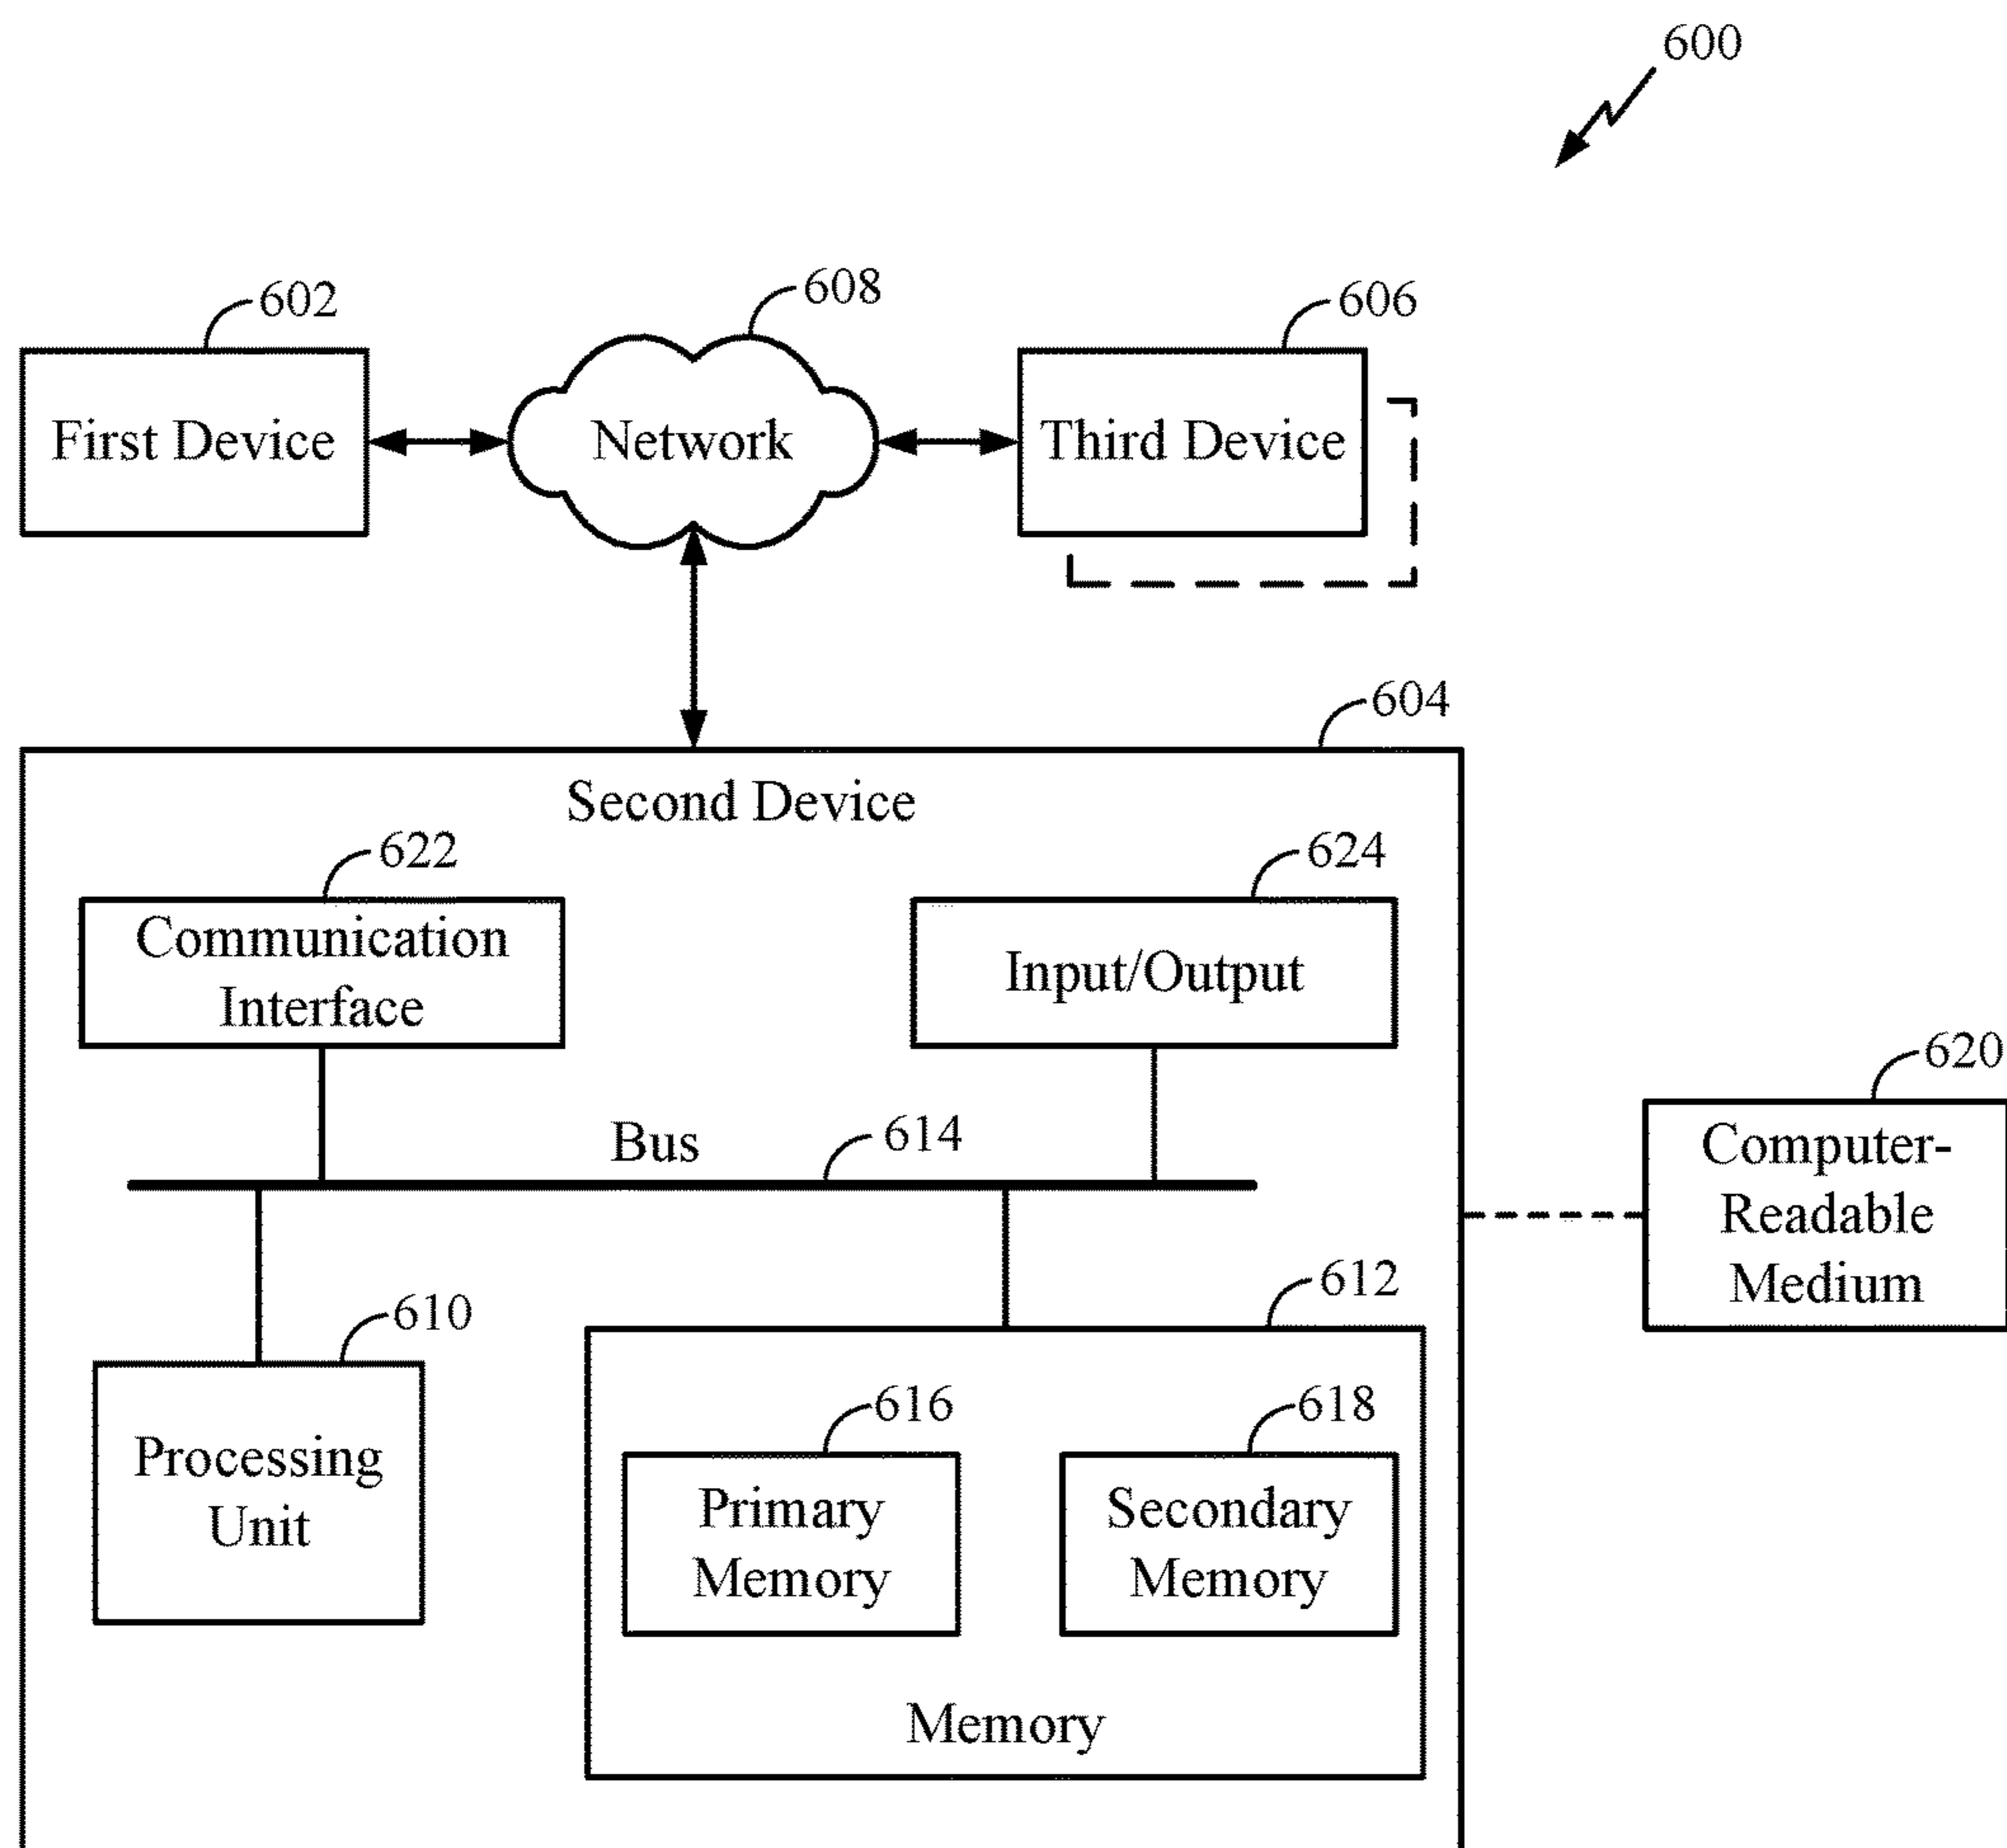 600
602
608
606
First Device
Network
Third Device
604
Second Device
622
624
Communication
Interface
Input/Output
620
Computer-
Readable
Medium
Bus
614
612
610
616
618
Processing
Unit
Primary
Memory
Secondary
Memory
Memory